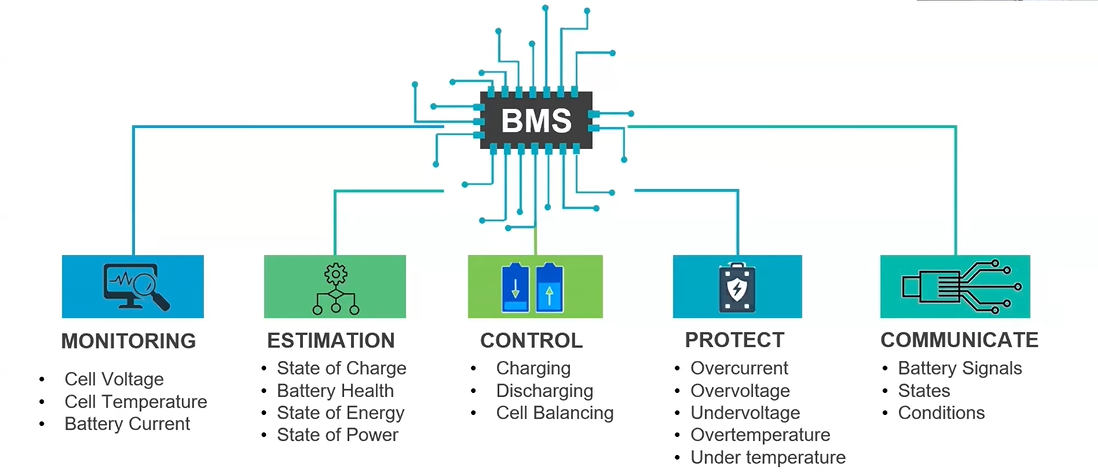 BMS
MONITORING
• Cell Voltage
• Cell Temperature
• Battery Current
ESTIMATION
• State of Charge
• Battery Health
• State of Energy
• State of Power
CONTROL
• Charging
• Discharging
• Cell Balancing
PROTECT
• Overcurrent
• Overvoltage
• Undervoltage
• Overtemperature
• Under temperature
COMMUNICATE
• Battery Signals
• States
• Conditions